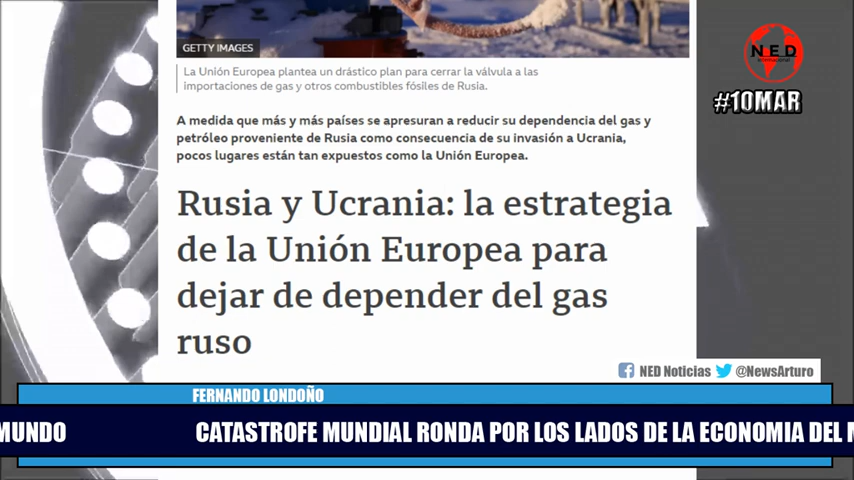 GETTY IMAGES
NED
#10MAR
La Unión Europea plantea un drástico plan para cerrar la válvula a las
importaciones de gas y otros combustibles fósiles de Rusia.
A medida que más y más países se apresuran a reducir su dependencia del gas y
petróleo proveniente de Rusia como consecuencia de su invasión a Ucrania,
pocos lugares están tan expuestos como la Unión Europea.
Rusia y Ucrania: la estrategia
de la Unión Europea para
dejar de depender del gas
ruso
NED Noticias @NewsArturo
FERNANDO LONDOÑO
MUNDO CATASTROFE MUNDIAL RONDA POR LOS LADOS DE LA ECONOMIA DEL M